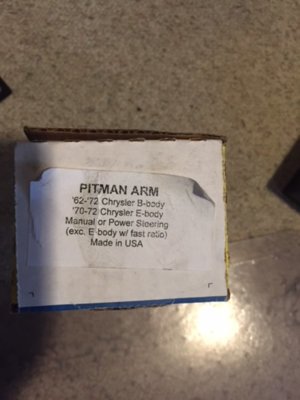 PITMAN ARM
'62-'72 Chrysler B-body
'70-72 Chrysler E-body
Manual or Power Steering
(exc. E-body w/ fast ratio)
Made in USA